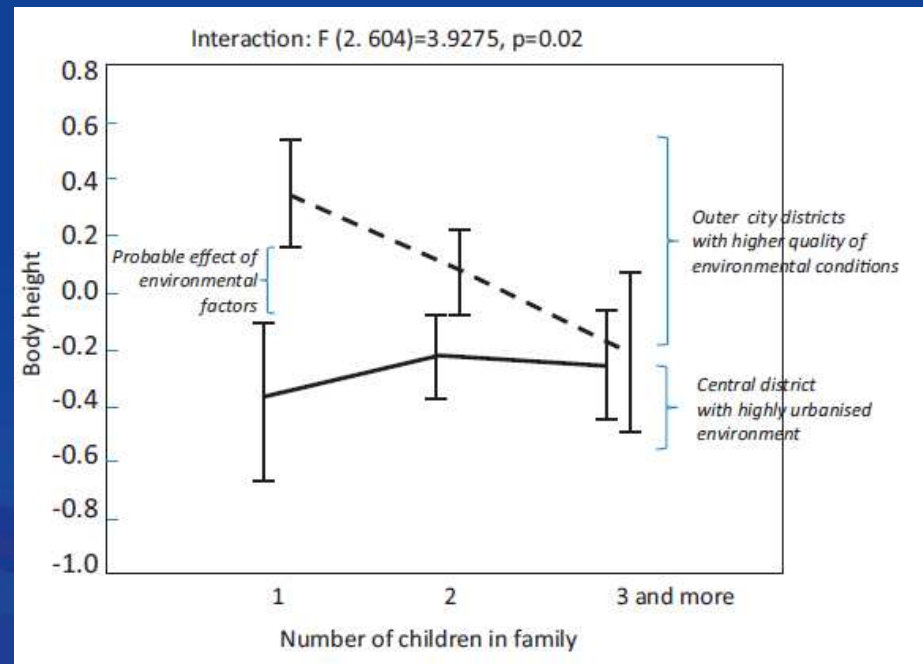 Interaction: F (2. 604)=3.9275, p=0.02
0.8
0.6
0.4
0.2
0.0
-0.2
-0.4
-0.6
-0.8
-1.0
Body height
Probable effect of
environmental
factors
Outer city districts
with higher quality of
environmental conditions
Central district
with highly urbanised
environment
1
2
3 and more
Number of children in family